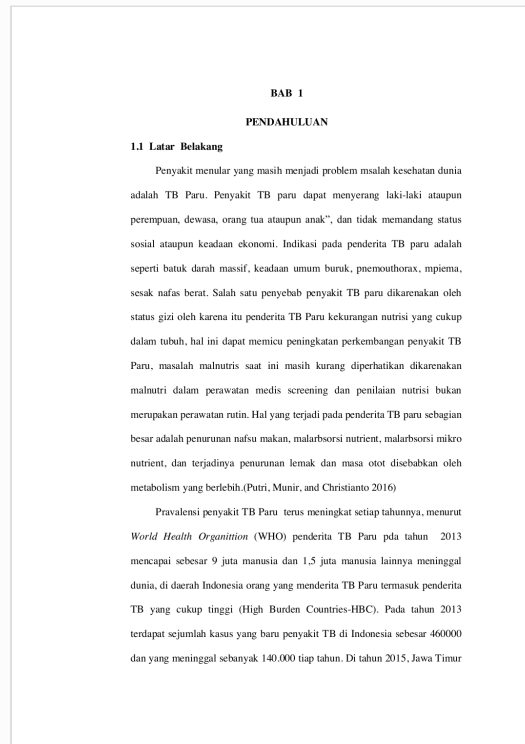 BAB 1
PENDAHULUAN
1.1 Latar Belakang
Penyakit menular yang masih menjadi problem msalah kesehatan dunia
adalah TB Paru. Penyakit TB paru dapat menyerang laki-laki ataupun
perempuan, dewasa, orang tua ataupun anak”, dan tidak memandang status
sosial ataupun keadaan ekonomi. Indikasi pada penderita TB paru adalah
seperti batuk darah massif, keadaan umum buruk, pnemouthorax, mpiema,
sesak nafas berat. Salah satu penyebab penyakit TB paru dikarenakan oleh
status gizi oleh karena itu penderita TB Paru kekurangan nutrisi yang cukup
dalam tubuh, hal ini dapat memicu peningkatan perkembangan penyakit TB
Paru, masalah malnutris saat ini masih kurang diperhatikan dikarenakan
malnutri dalam perawatan medis screening dan penilaian nutrisi bukan
merupakan perawatan rutin. Hal yang terjadi pada penderita TB paru sebagian
besar adalah penurunan nafsu makan, malarbsorsi nutrient, malarbsorsi mikro
nutrient, dan terjadinya penurunan lemak dan masa otot disebabkan oleh
metabolism yang berlebih.(Putri, Munir, and Christianto 2016)
Pravalensi penyakit TB Paru terus meningkat setiap tahunnya, menurut
World Health Organittion (WHO) penderita TB Paru pda tahun 2013
mencapai sebesar 9 juta manusia dan 1,5 juta manusia lainnya meninggal
dunia, di daerah Indonesia orang yang menderita TB Paru termasuk penderita
TB yang cukup tinggi (High Burden Countries-HBC). Pada tahun 2013
terdapat sejumlah kasus yang baru penyakit TB di Indonesia sebesar 460000
dan yang meninggal sebanyak 140.000 tiap tahun. Di tahun 2015, Jawa Timur